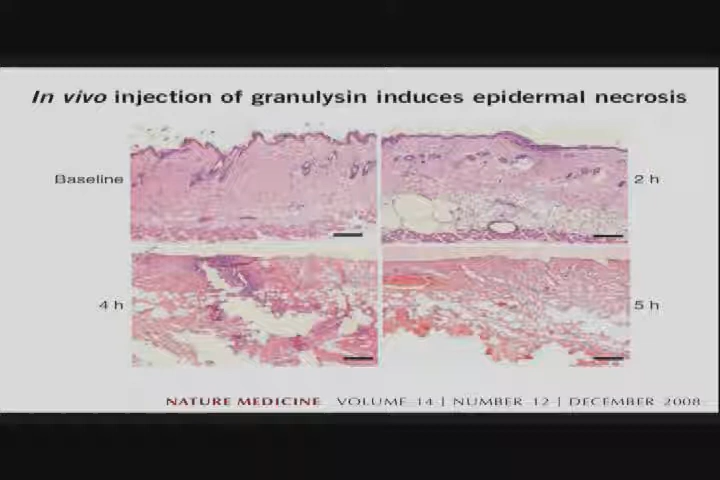 In vivo injection of granulysin induces epidermal necrosis
Baseline
2 h
4 h
5 h
NATURE MEDICINE VOLUME 14 | NUMBER 12 | DECEMBER 2008